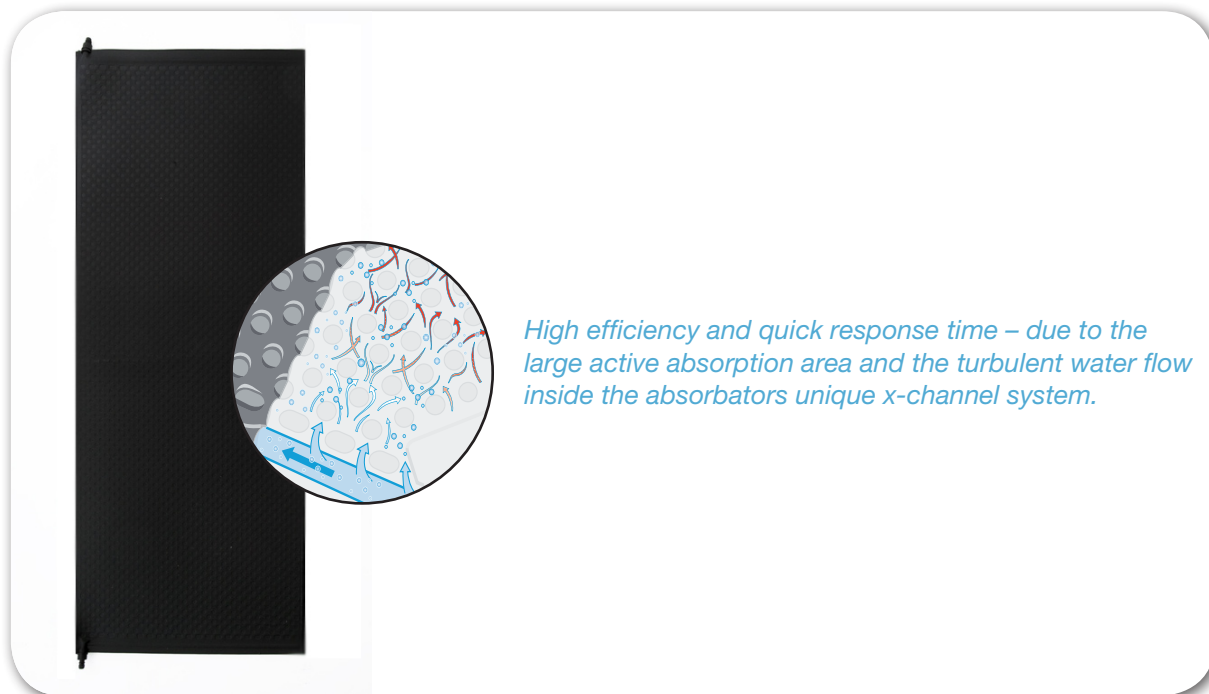 High efficiency and quick response time – due to the
large active absorption area and the turbulent water flow
inside the absorbators unique x-channel system.